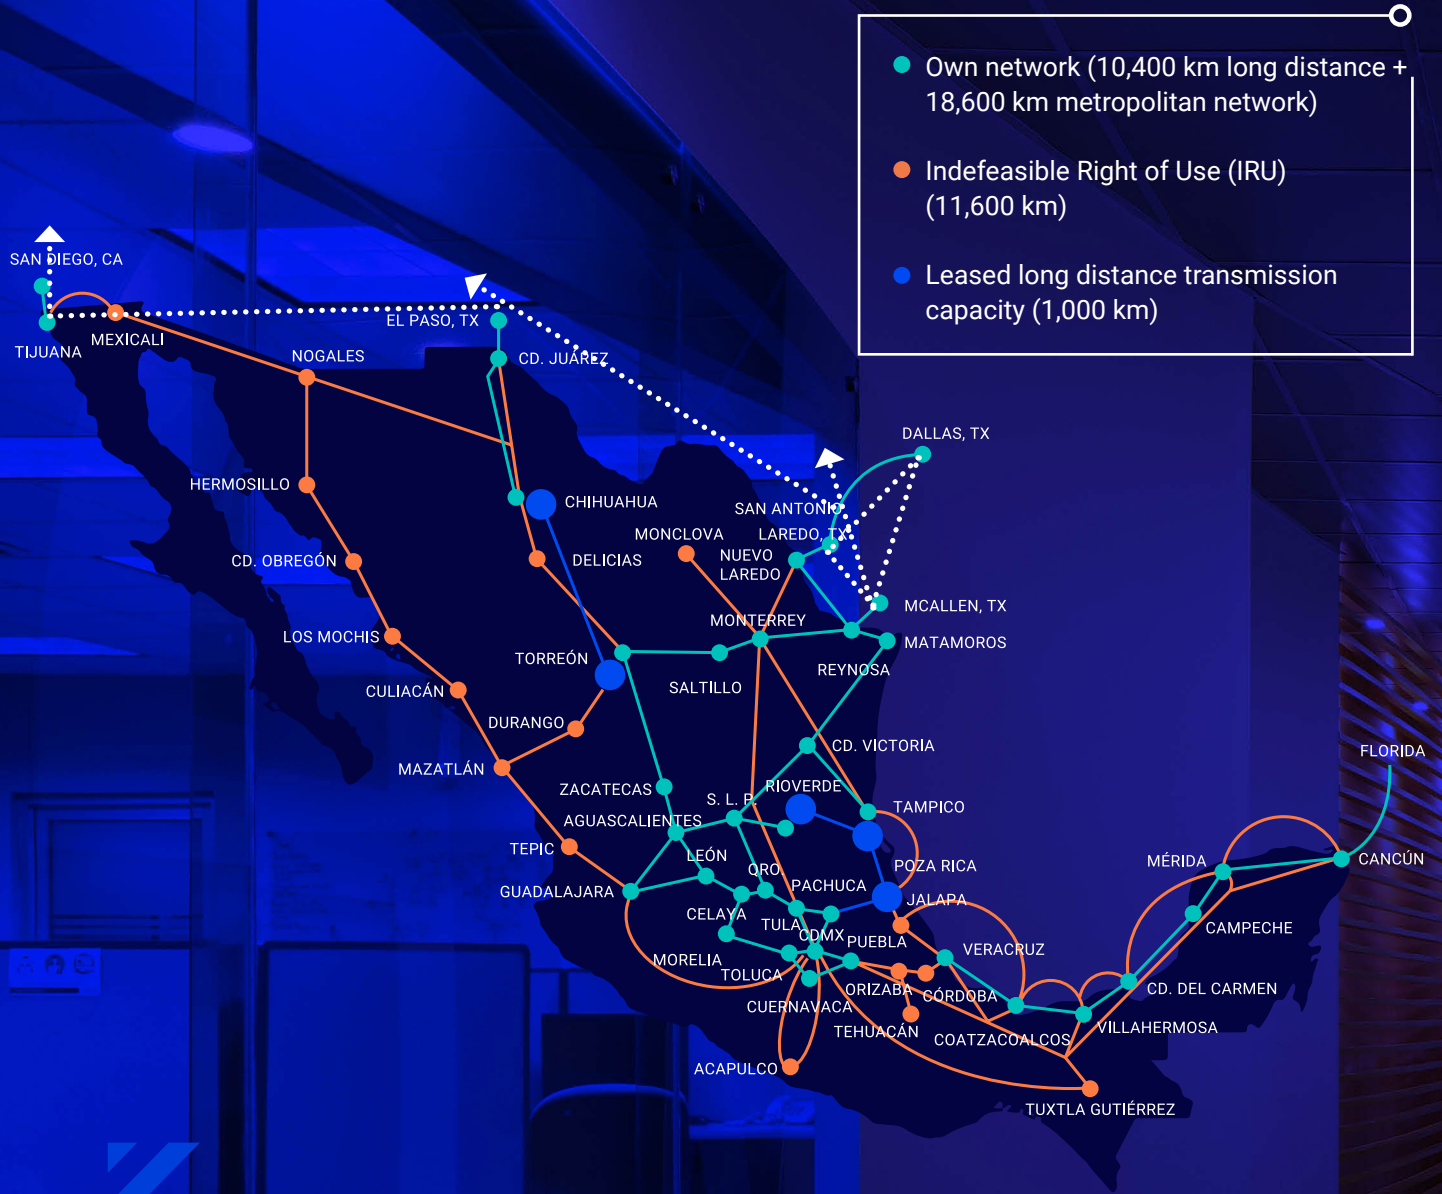 Own network (10,400 km long distance +
18,600 km metropolitan network)
Indefeasible Right of Use (IRU)
(11,600 km)
Leased long distance transmission
capacity (1,000 km)
SAN DIEGO, CA
TIJUANA
MEXICALI
EL PASO, TX
NOGALES
CD. JUÁREZ
DALLAS, TX
HERMOSILLO
CHIHUAHUA
SAN ANTONIO
MONCLOVA
LAREDO, TX
CD. OBREGÓN
DELICIAS
NUEVO
LAREDO
MCALLEN, TX
LOS MOCHIS
MONTERREY
MATAMOROS
TORREÓN
REYNOSA
CULIACÁN
SALTILLO
DURANGO
CD. VICTORIA
FLORIDA
MAZATLÁN
ZACATECAS
RIOVERDE
S. L. P.
TAMPICO
AGUASCALIENTES
TEPIC
LEÓN
POZA RICA
MÉRIDA
CANCÚN
QRO.
GUADALAJARA
PACHUCA
JALAPA
CELAYA
TULA
CAMPECHE
CDMX
PUEBLA
VERACRUZ
MORELIA
TOLUCA
ORIZABA
CÓRDOBA
CD. DEL CARMEN
CUERNAVACA
TEHUACÁN
COATZACOALCOS
VILLAHERMOSA
ACAPULCO
TUXTLA GUTIÉRREZ